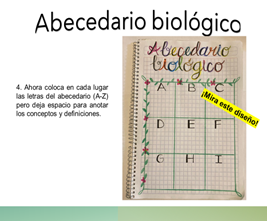 Abecedario biológico
4. Ahora coloca en cada lugar
las letras del abecedario (A-Z)
pero deja espacio para anotar
los conceptos y definiciones.
Abecedario
biológico
A B C
¡Mira este diseño!
D E F
G H I